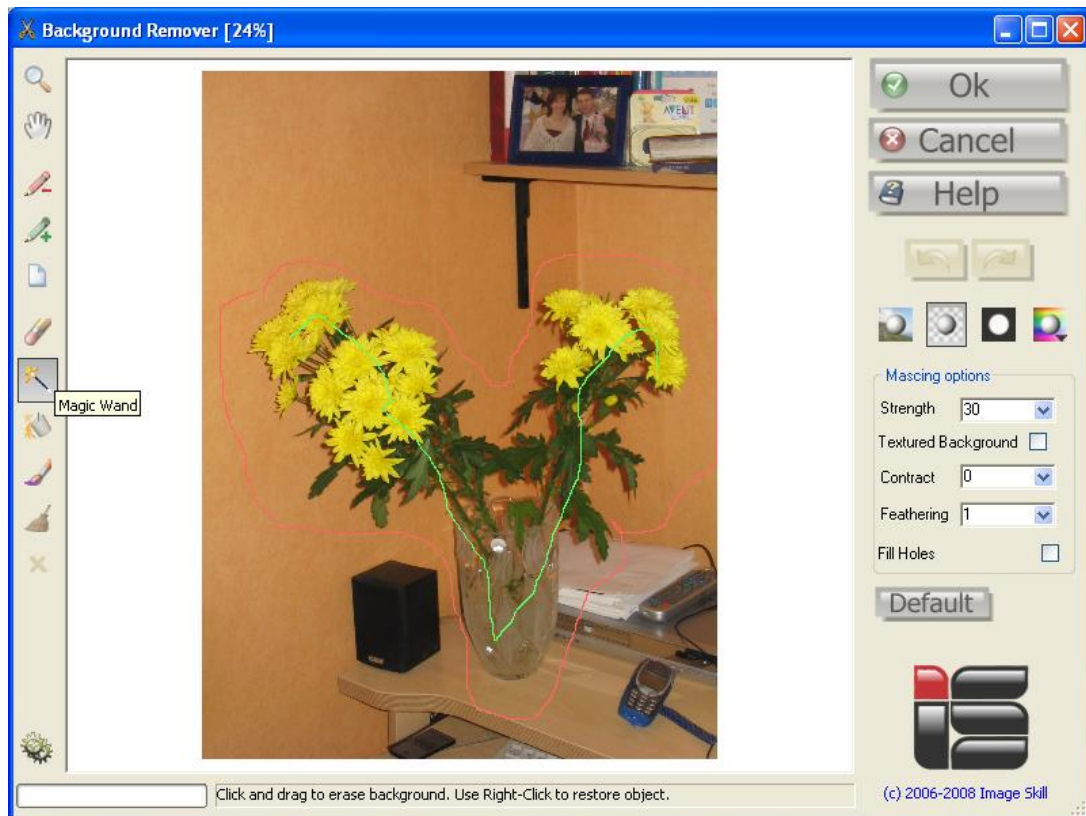 Background Remover [24%]
Ok
Cancel
Help
AVENT
Mascing options
Strength 30
Textured Background
Magic Wand
Contract 0
Feathering 1
Fill Holes
Default
Click and drag to erase background. Use Right-Click to restore object.
(c) 2006-2008 Image Skill